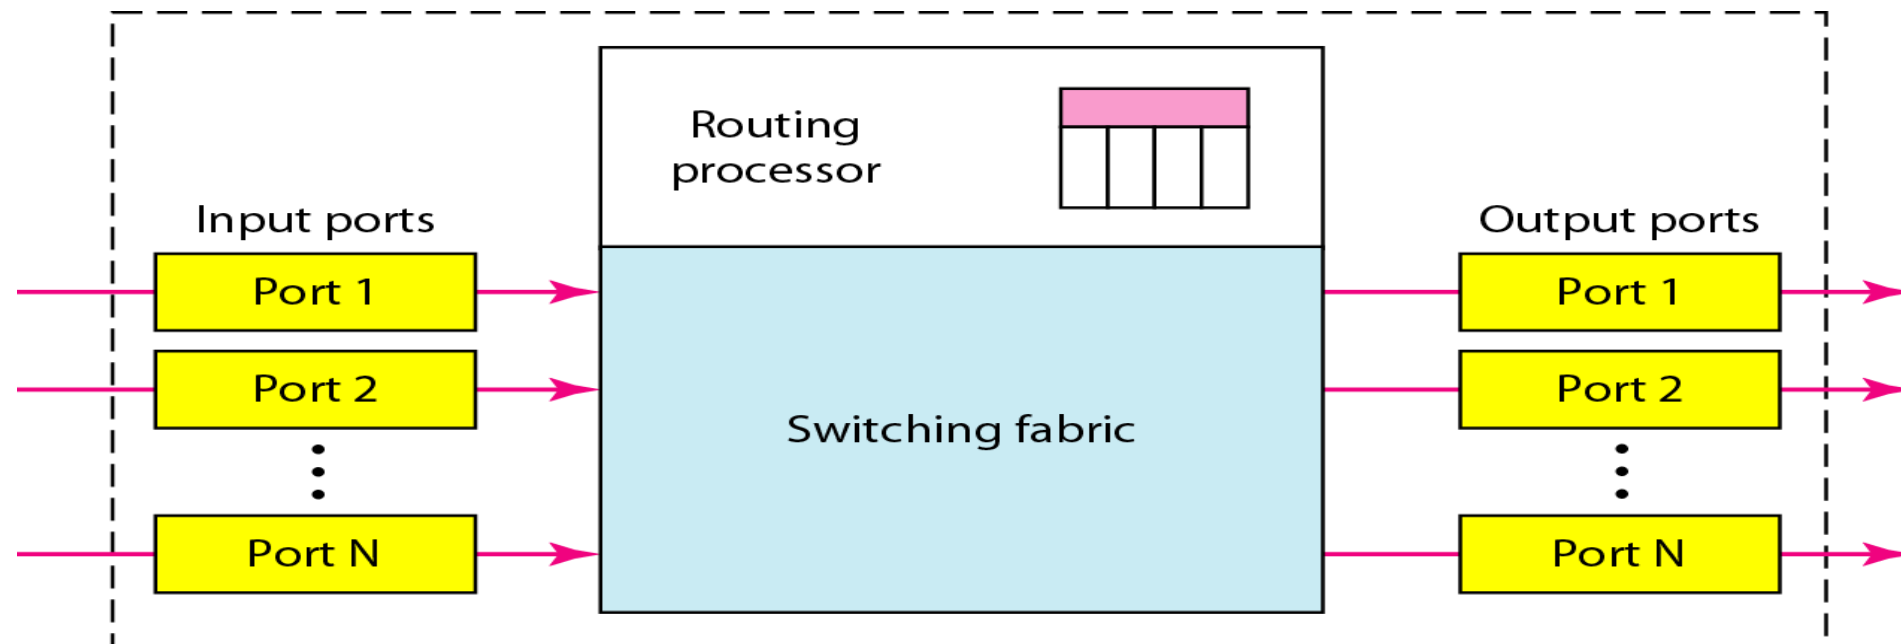 Routing
processor
Input ports
Output ports
Port 1
Port 1
Port 2
Port 2
Switching fabric
Port N
Port N